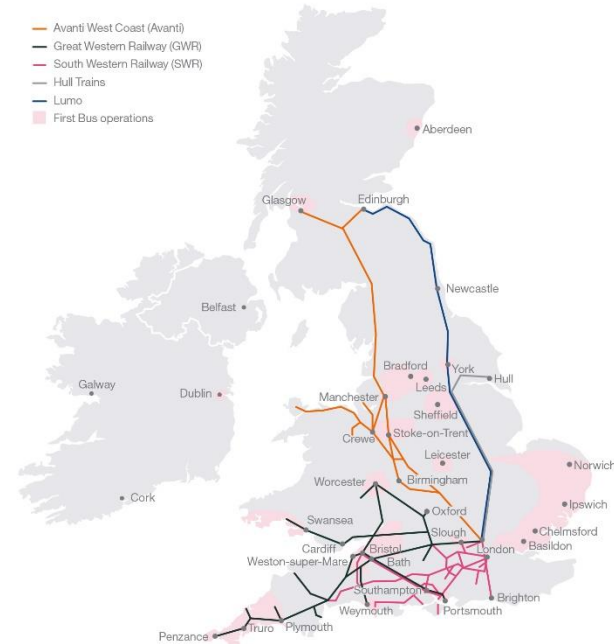 Avanti West Coast (Avanti)
Great Western Railway (GWR)
South Western Railway (SWR)
Hull Trains
Lumo
First Bus operations
Aberdeen
Glasgow
Edinburgh
Newcastle
Belfast
Galway
Dublin
Cork
York
Bradford
Leeds
Hull
Manchester
Sheffield
Crewe
Stoke-on-Trent
Leicester
Norwich
Birmingham
Worcester
Ipswich
Oxford
Swansea
Chelmsford
Cardiff
Slough
Basildon
Bristol
London
Weston-super-Mare
Bath
Southampton
Brighton
Weymouth
Portsmouth
Plymouth
Truro
Penzance